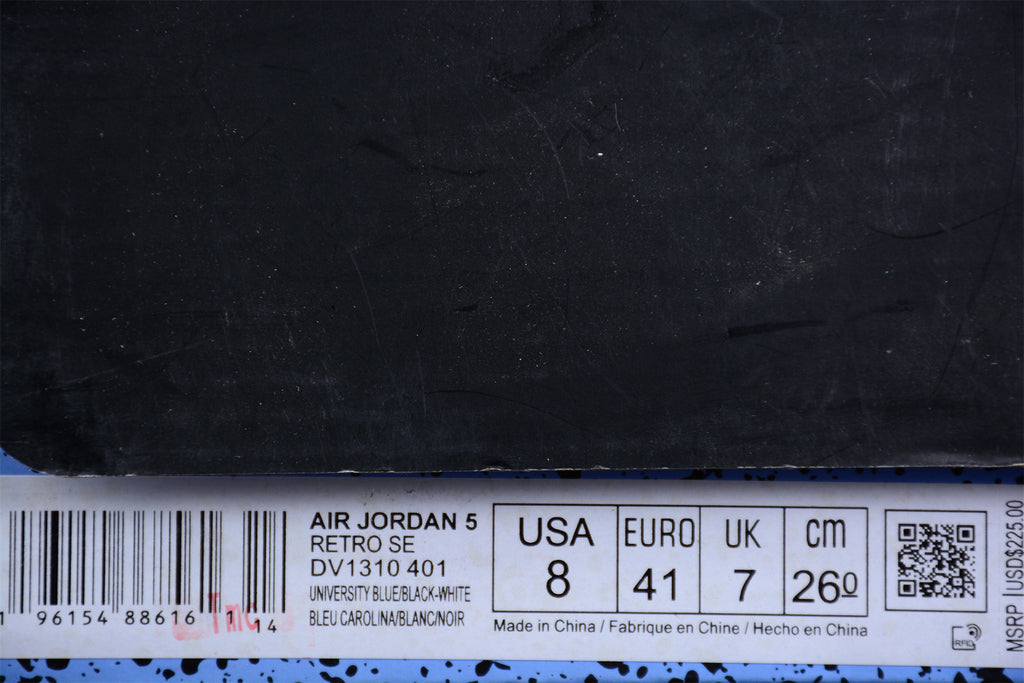 1 96154 88616 1 14
AIR JORDAN 5
RETRO SE
DV1310 401
UNIVERSITY BLUE/BLACK-WHITE
BLEU CAROLINA/BLANC/NOIR
USA EURO UK CM
8 41 7 260
Made in China / Fabrique en Chine / Hecho en China
RFID
MSRP USD$225.00